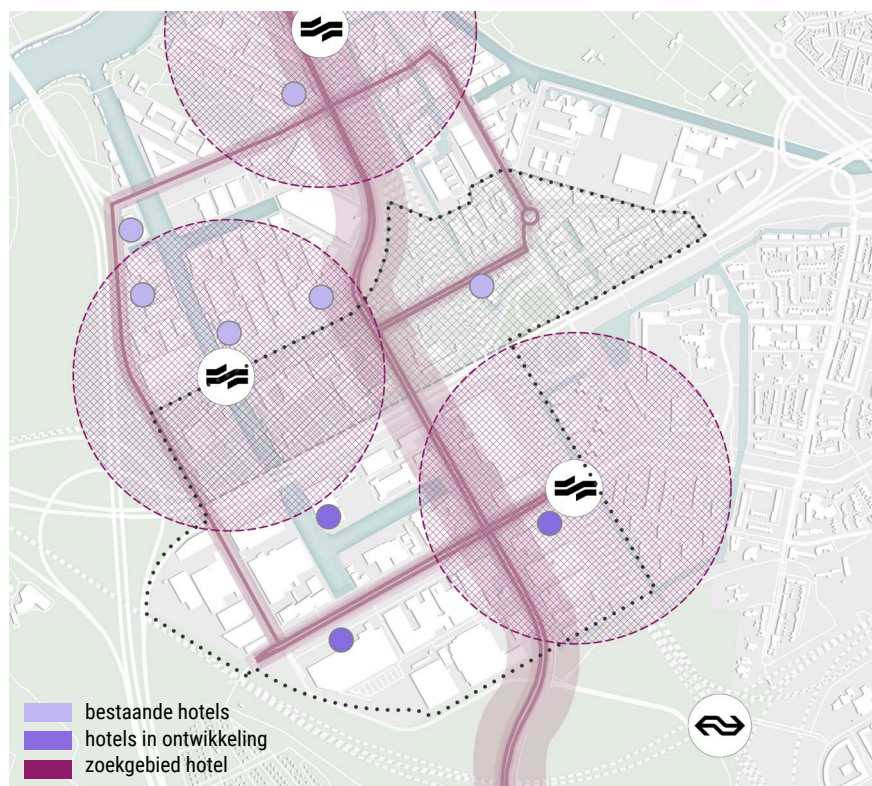 bestaande hotels
hotels in ontwikkeling
zoekgebied hotel